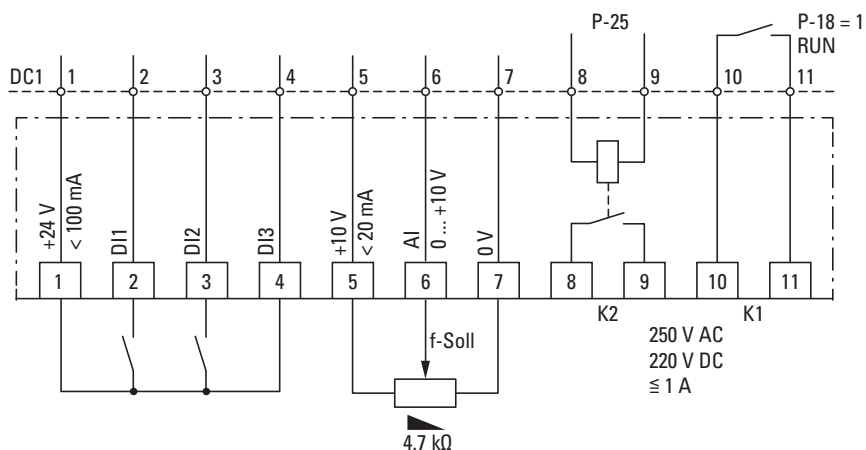 P-25
P-18 = 1
RUN
DC1 1 2 3 4 5 6 7 8 9 10 11
+24 V
< 100 mA
DI1
DI2
DI3
+10 V
< 20 mA
AI
0 ... +10 V
0 V
1 2 3 4 5 6 7 8 9 10 11
K2 K1
250 V AC
220 V DC
≦ 1 A
f-Soll
4.7 kΩ